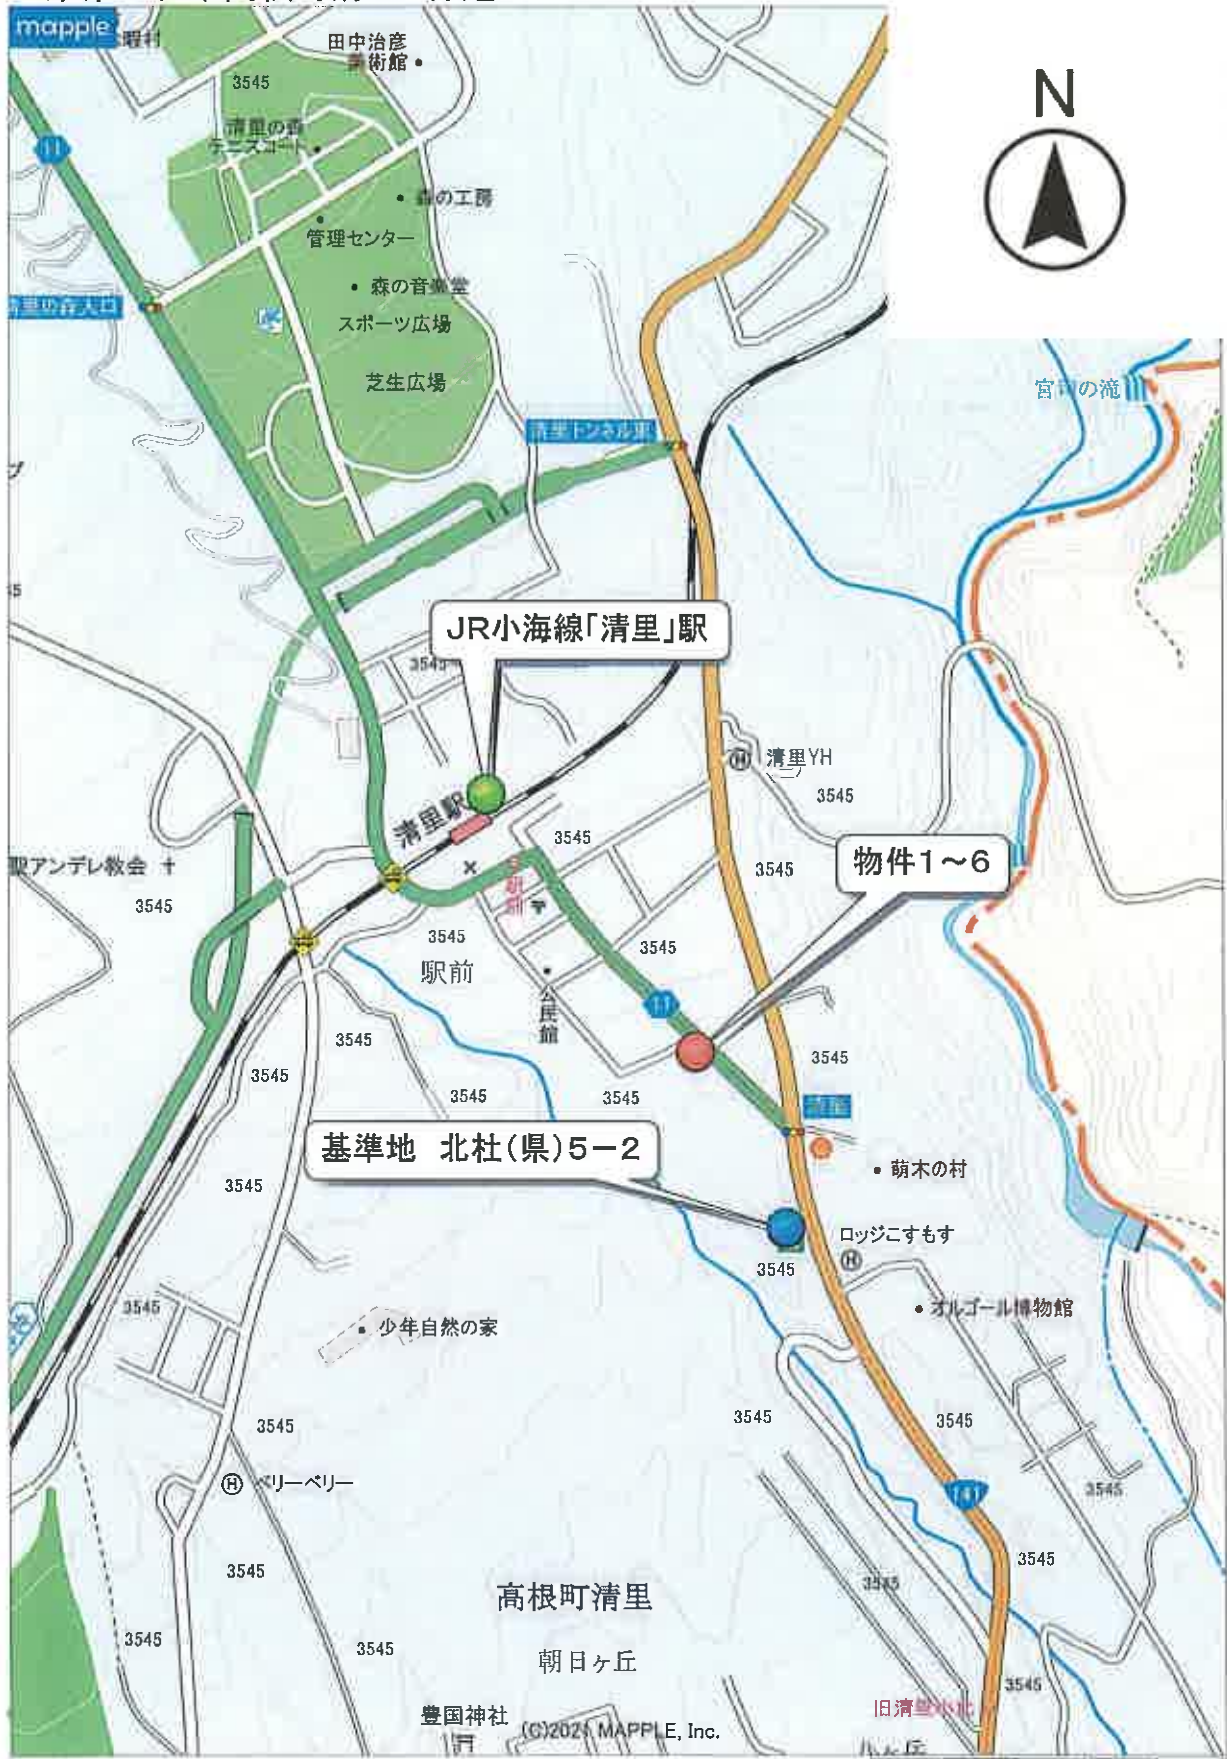 mapple
田中治彦
美術館
3545
N
11
清里の森
テニスコート
森の工房
管理センター
森の音楽堂
清里の森入口
スポーツ広場
芝生広場
宮司の滝
清里トンネル東
JR小海線「清里」駅
3545
清里YH
3545
清里駅
3545
物件1~6
3545
聖アンデレ教会
3545
3545
3545
駅前
11
公民館
3545
3545
3545
3545
3545
基準地 北杜(県)5-2
萌木の村
3545
ロッジこすもす
3545
3545
オルゴール博物館
少年自然の家
3545
3545
3545
141
ベリーベリー
3545
3545
3545
3545
高根町清里
3545
3545
朝日ヶ丘
3545
豊国神社
(C)2021 MAPPLE, Inc.